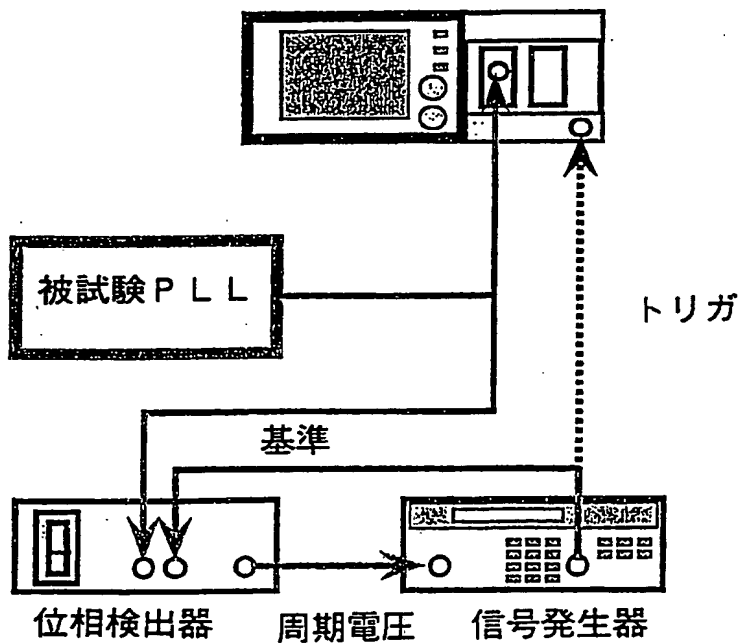 被試験ＰＬＬ
トリガ
基準
位相検出器
周期電圧
信号発生器